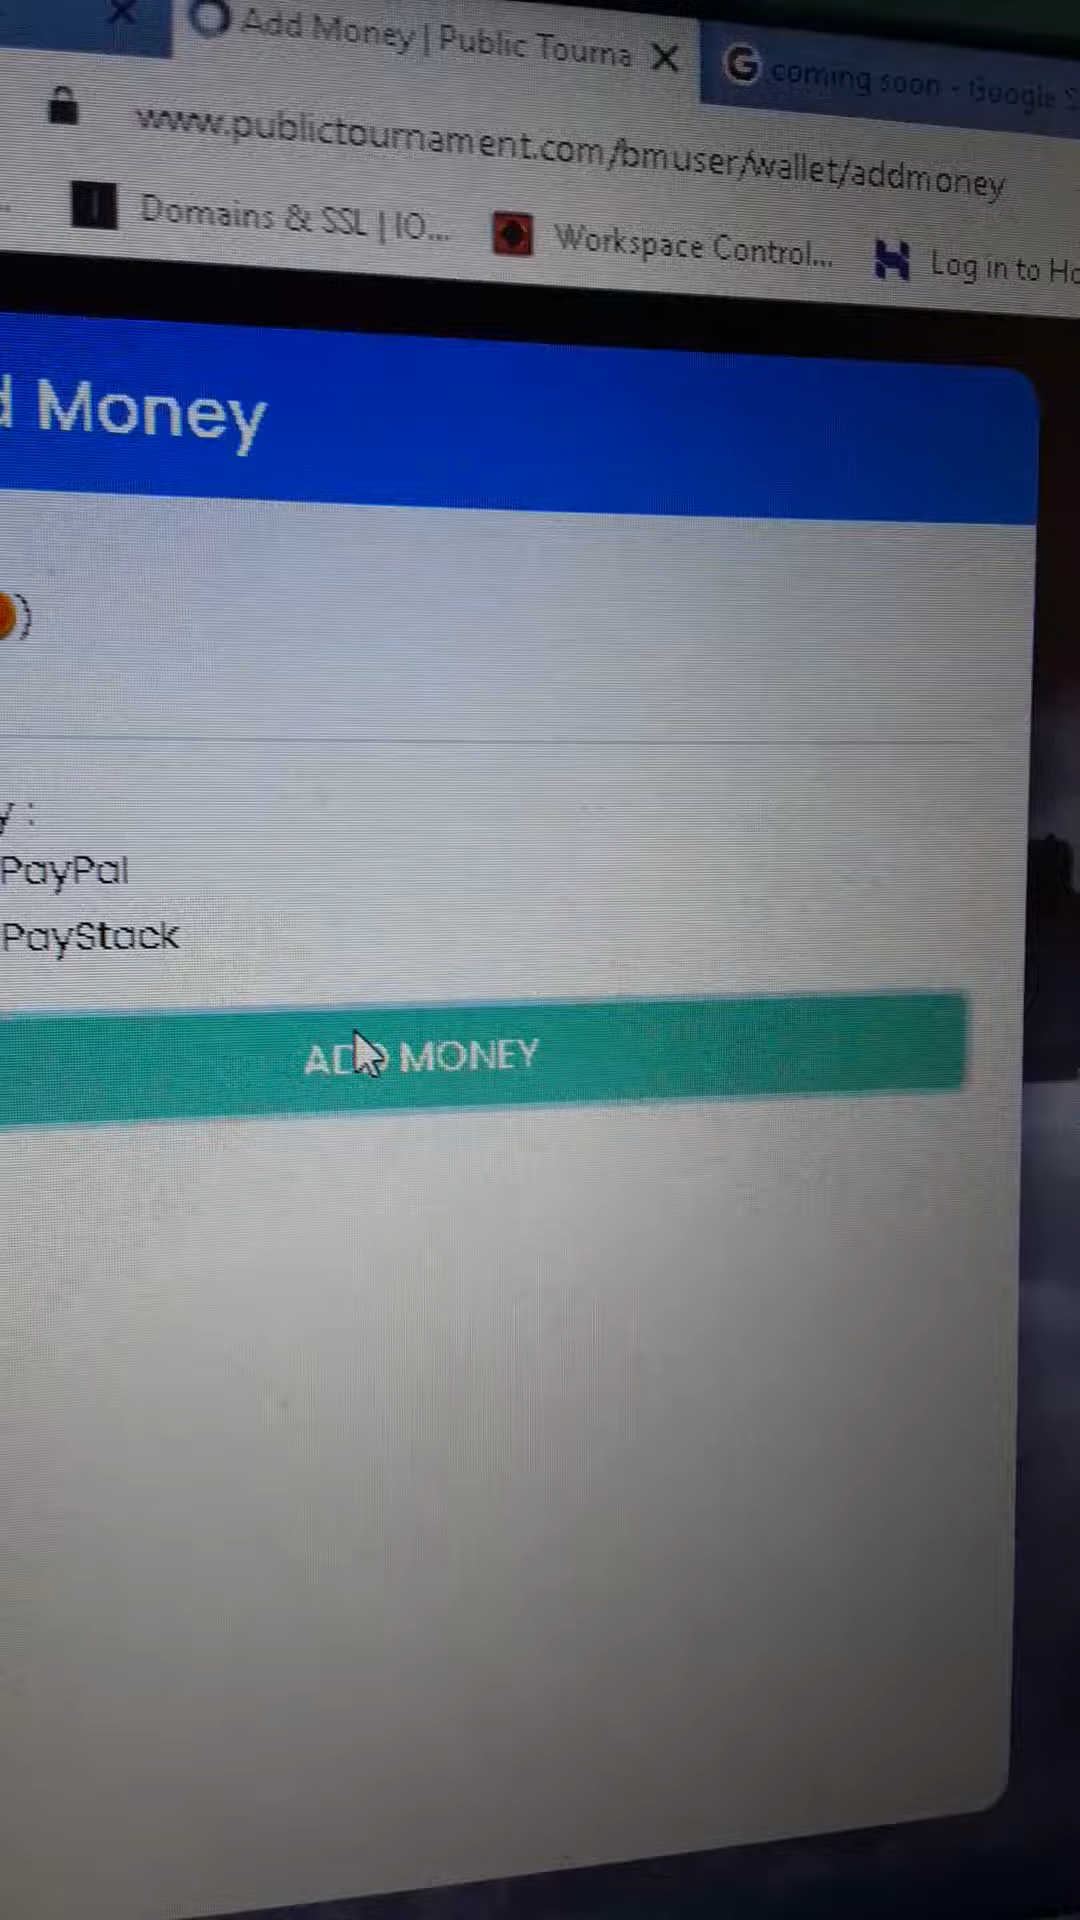 Add Money | Public Tourna
coming soon - Google S
www.publictournament.com/bmuser/wallet/addmoney
Domains & SSL | IO...
Workspace Control...
Log in to Ho
d Money
)
y :
PayPal
PayStack
ADD MONEY